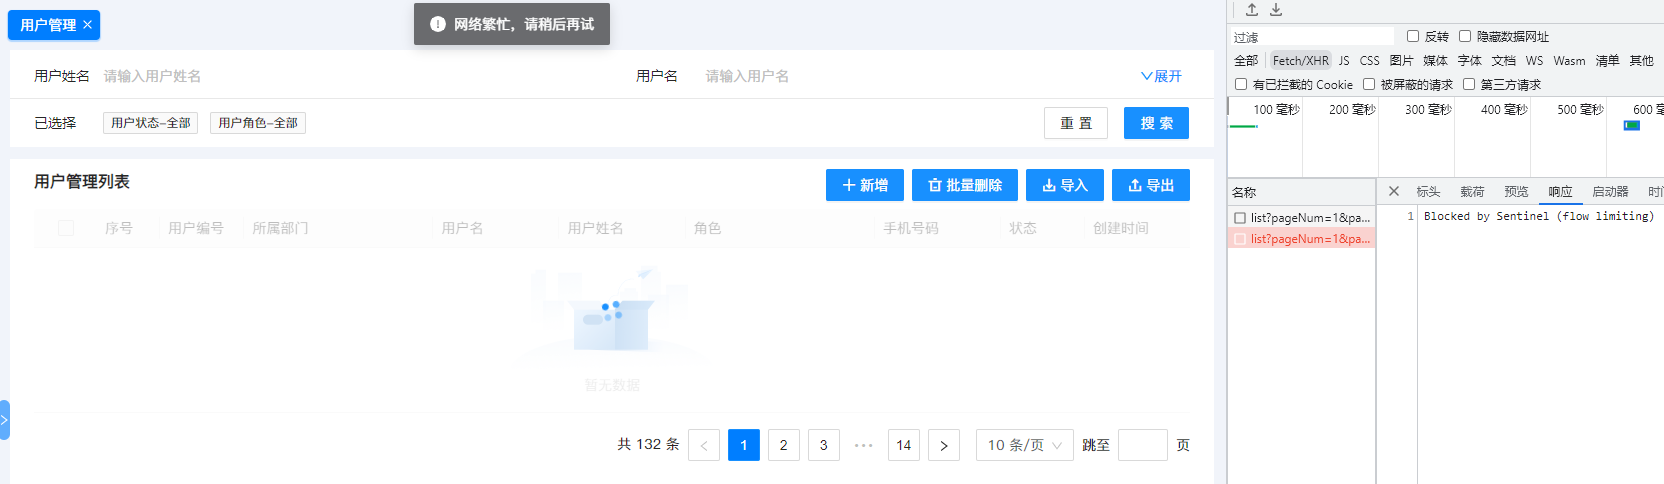 用户管理
网络繁忙，请稍后再试
用户姓名 请输入用户姓名 用户名 请输入用户名 展开
已选择 用户状态-全部 用户角色-全部 重 置 搜 索
用户管理列表 新增 批量删除 导入 导出
序号 用户编号 所属部门 用户名 用户姓名 角色 手机号码 状态 创建时间
暂无数据
共 132 条 < 1 2 3 ··· 14 > 10 条/页 跳至 页
过滤 反转 隐藏数据网址
全部 Fetch/XHR JS CSS 图片 媒体 字体 文档 WS Wasm 清单 其他
有已拦截的 Cookie 被屏蔽的请求 第三方请求
100 毫秒 200 毫秒 300 毫秒 400 毫秒 500 毫秒 600 毫
名称 标头 载荷 预览 响应 启动器 时
list?pageNum=1&pa... 1 Blocked by Sentinel (flow limiting)
list?pageNum=1&pa...